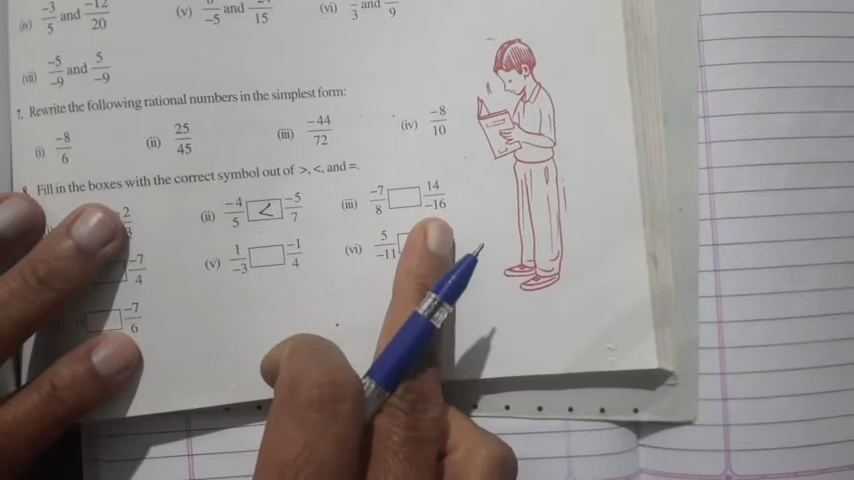 (iv) -3/5 and -12/20 (v) /-5 and /15 (vi) /3 and /9
(vii) -5/-9 and 5/-9
7. Rewrite the following rational numbers in the simplest form:
(i) -8/6 (ii) 25/45 (iii) -44/72 (iv) -8/10
8. Fill in the boxes with the correct symbol out of >, <, and =.
2/3 (ii) -4/5 < -5/7 (iii) -7/8 14/-16
-7/4 (v) 1/-3 -1/4 (vi) 5/-11
-7/6